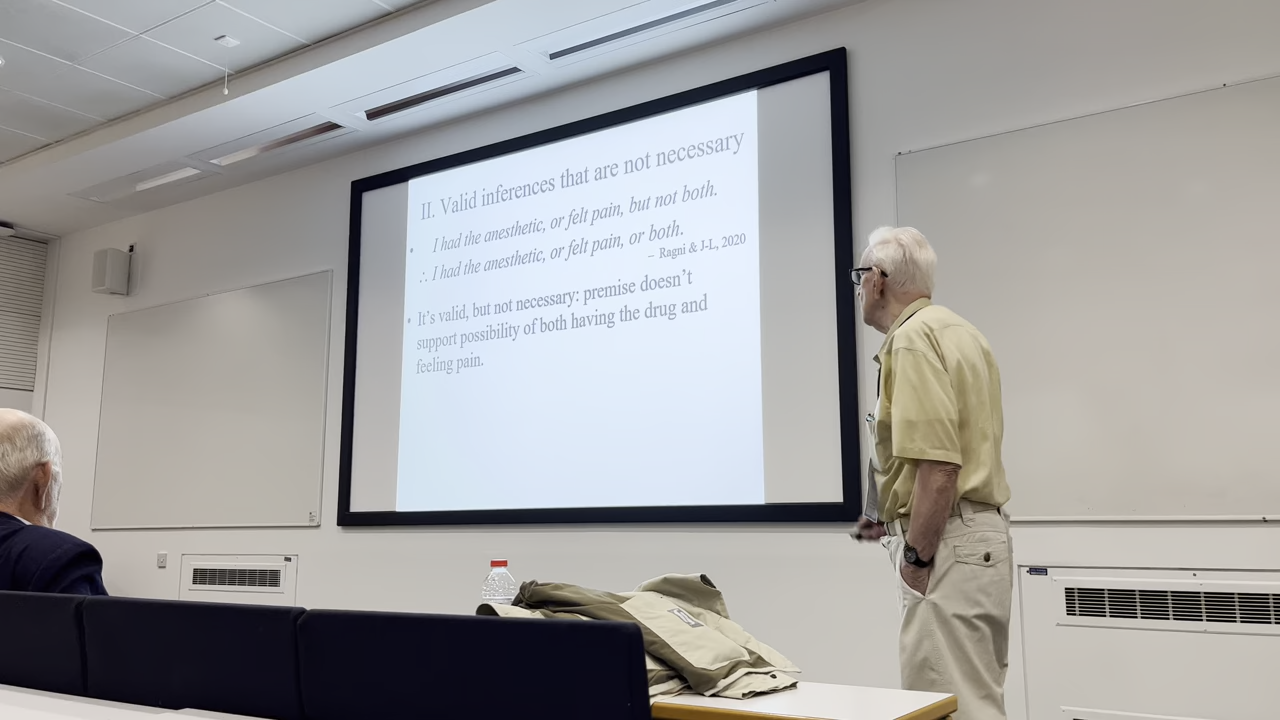 II. Valid inferences that are not necessary
• I had the anesthetic, or felt pain, but not both.
∴ I had the anesthetic, or felt pain, or both.
– Ragni & J-L, 2020
• It's valid, but not necessary: premise doesn't
support possibility of both having the drug and
feeling pain.